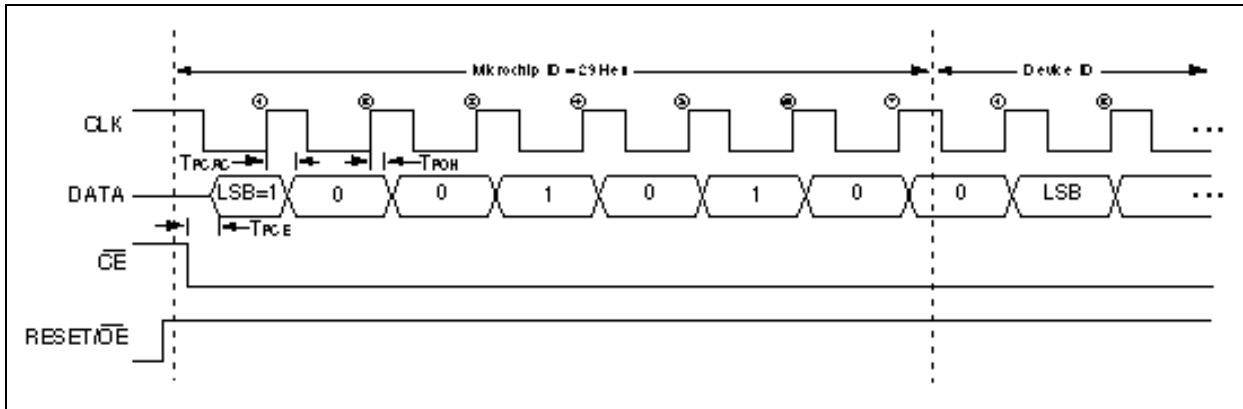 Microchip ID = 29 Hex
Device ID
CLK
TPCAC
TPOH
DATA
LSB=1
0
0
1
0
1
0
0
LSB
TPCE
CE
RESET/OE